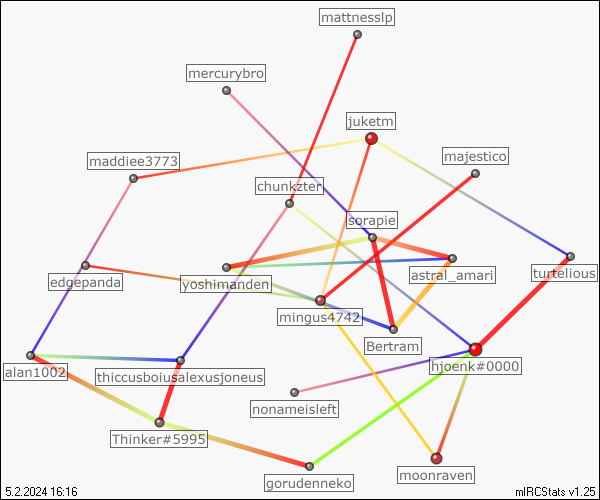 mattnesslp
mercurybro
juketm
majestico
maddiee3773
chunkzter
sorapie
edgepanda
yoshimanden
astral_amari
turtelious
mingus4742
Bertram
hjoenk#0000
alan1002
thiccusboiusalexusjoneus
nonameisleft
Thinker#5995
moonraven
gorudenneko
5.2.2024 16:16
mIRCStats v1.25